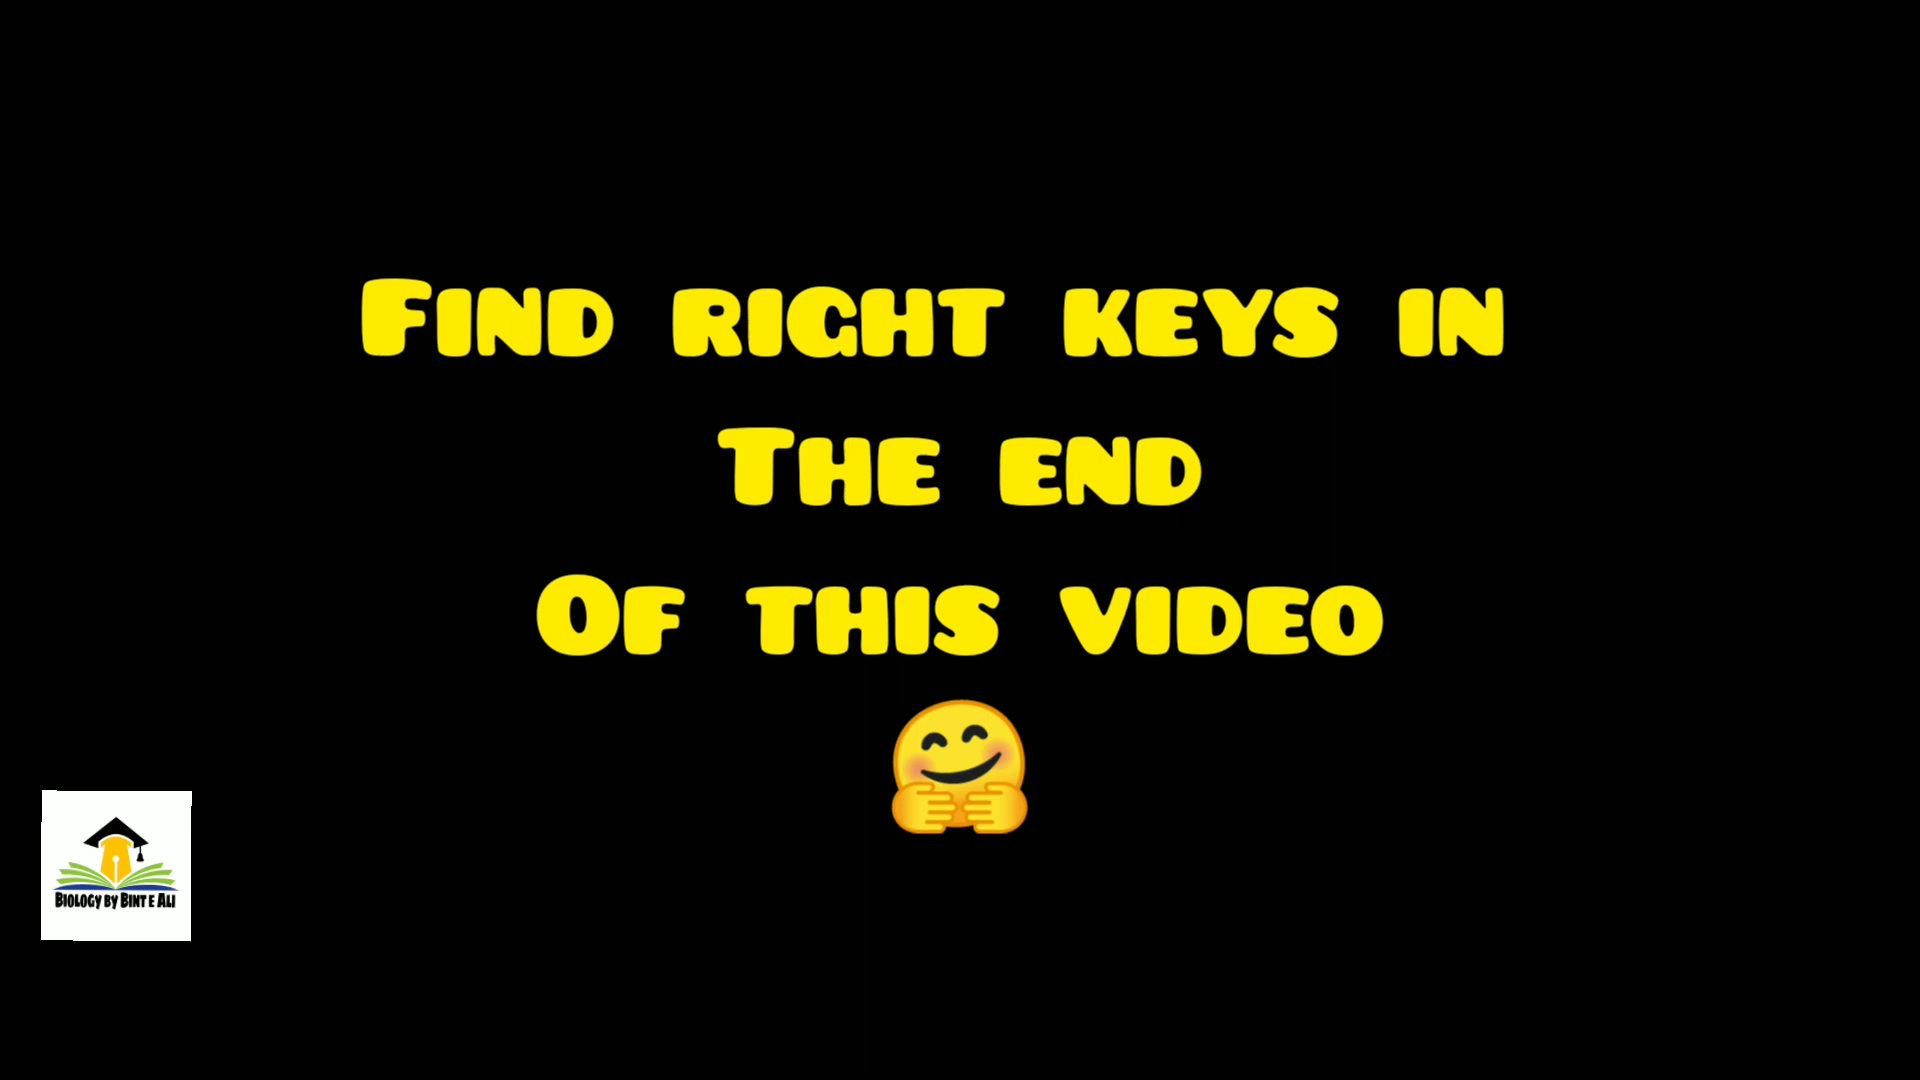 Find right keys in
The end
Of this video
🤗
Biology by Bint e Ali